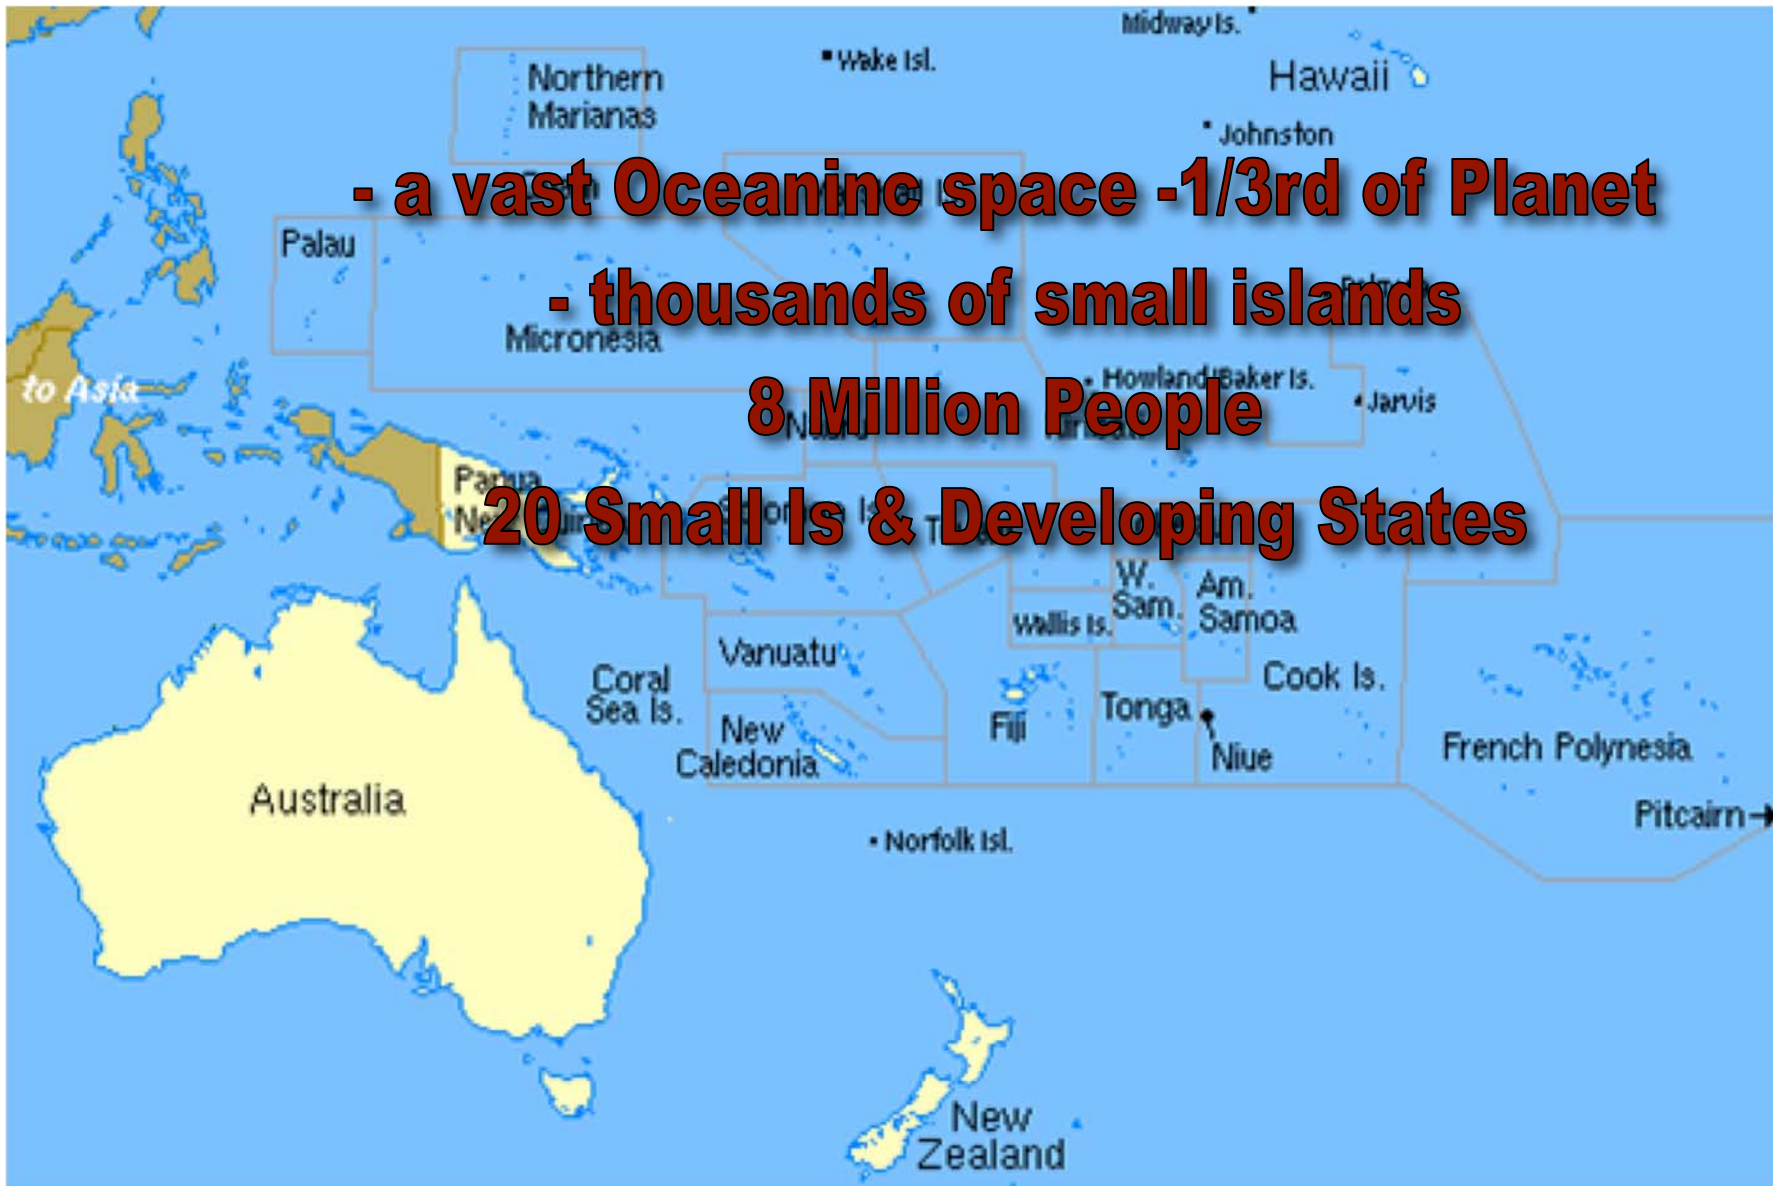 Midway Is.
Wake Isl.
Hawaii
Northern
Marianas
Johnston
- a vast Oceaninc space -1/3rd of Planet
Palau
- thousands of small islands
Micronesia
to Asia
Howland/Baker Is.
Jarvis
8 Million People
Papua
20 Small Is & Developing States
W.
Sam.
Am.
Samoa
Wallis Is.
Vanuatu
Coral
Sea Is.
Cook Is.
Tonga
New
Caledonia
Fiji
Niue
French Polynesia
Australia
Pitcairn
Norfolk Isl.
New
Zealand